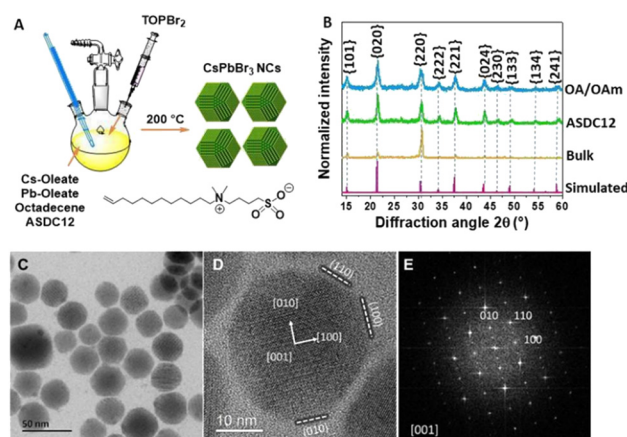 A
TOPBr₂
CsPbBr₃ NCs
200 °C
Cs-Oleate
Pb-Oleate
Octadecene
ASDC12
N
⊕
O
S
O⊖
O
B
Normalized intensity
{101}
{020}
{220}
{222}
{221}
{024}
{230}
{133}
{134}
{241}
OA/OAm
ASDC12
Bulk
Simulated
15 20 25 30 35 40 45 50 55 60
Diffraction angle 2θ (°)
C
50 nm
D
(110)
(100)
[010]
[100]
[001]
10 nm
(010)
E
010 110
100
[001]